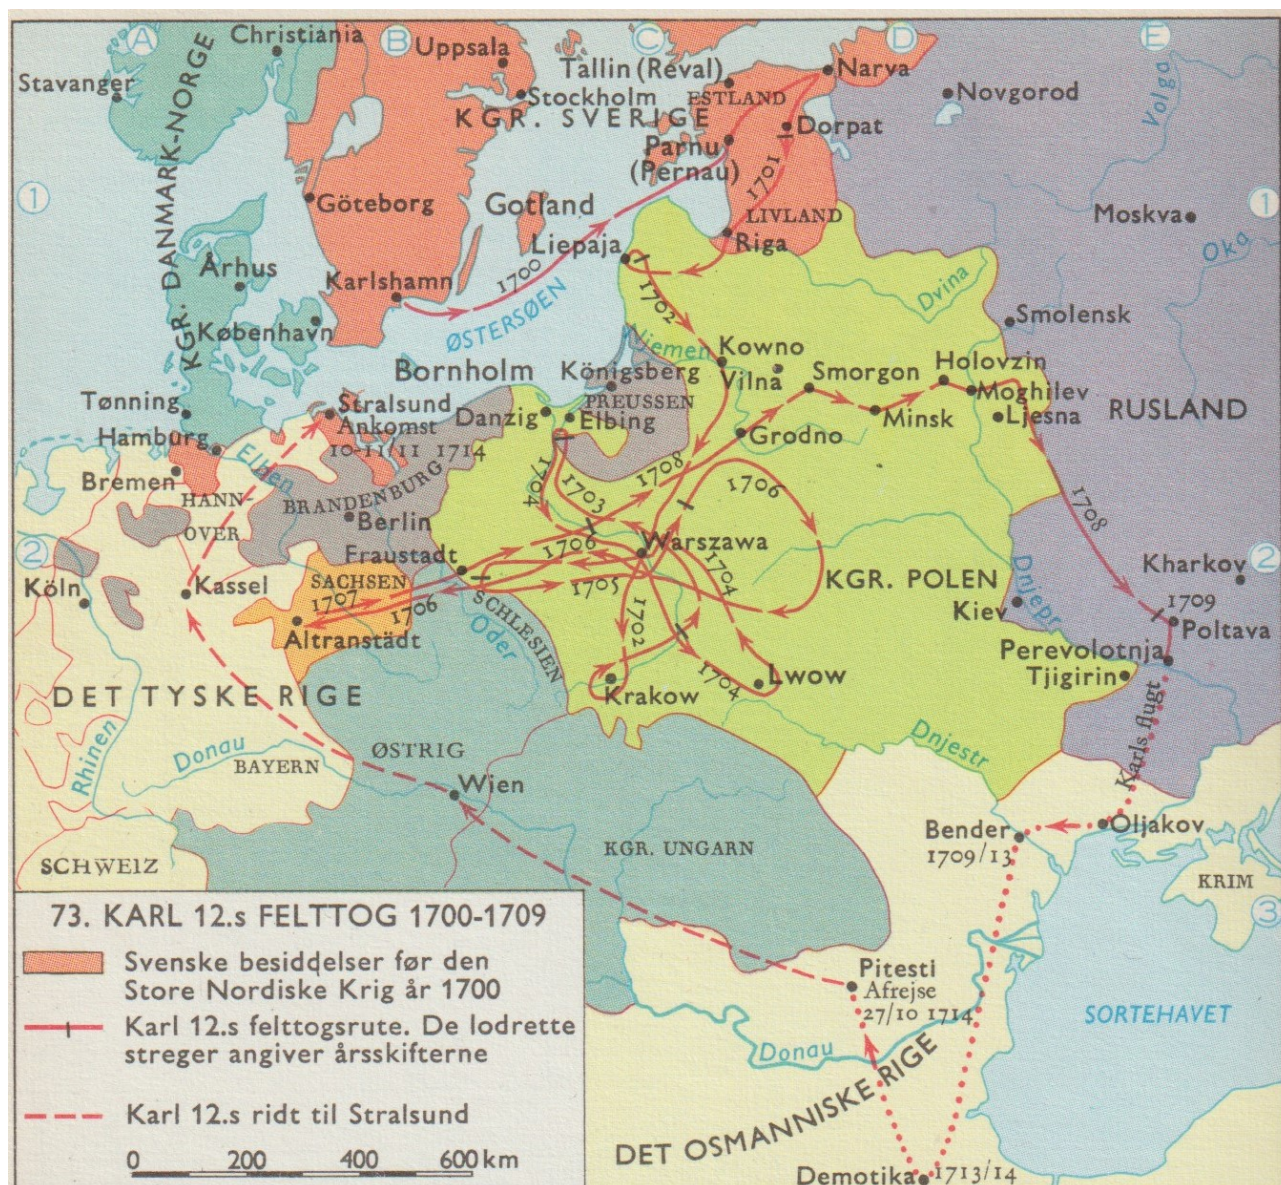 A
B
C
D
E
Christiania
Stavanger
KGR. DANMARK-NORGE
Uppsala
Stockholm
KGR. SVERIGE
Tallin (Reval)
ESTLAND
Narva
Novgorod
Volga
Dorpat
Parnu
(Pernau)
1701
1
Göteborg
Gotland
LIVLAND
Riga
Liepaja
Moskva
1
Oka
Århus
Karlshamn
1700
ØSTERSØEN
1702
Dvina
København
Smolensk
Niemen
Kowno
Vilna
Bornholm
Königsberg
PREUSSEN
Smorgon
Holovzin
Moghilev
Minsk
Ljesna
RUSLAND
Tønning
Stralsund
Ankomst
10-11/11 1714
Danzig
Elbing
Grodno
Hamburg
Elben
Bremen
HANN-
OVER
BRANDENBURG
Berlin
1704
1703
1708
1706
1708
2
Fraustadt
1706
Warszawa
1704
KGR. POLEN
Dnjepr
Kharkov
2
Köln
Kassel
SACHSEN
1707
1706
1705
SCHLESIEN
Oder
1702
Kiev
1709
Poltava
Altranstädt
Perevolotnja
Tjigirin
Krakow
1704
Lwow
DET TYSKE RIGE
Rhinen
Donau
BAYERN
ØSTRIG
Dnjestr
Karls flugt
Wien
SCHWEIZ
KGR. UNGARN
Bender
1709/13
Oljakov
KRIM
3
Pitesti
Afrejse
27/10 1714
SORTEHAVET
Donau
DET OSMANNISKE RIGE
Demotika
1713/14
73. KARL 12.s FELTTOG 1700-1709
Svenske besiddelser før den
Store Nordiske Krig år 1700
Karl 12.s felttogsrute. De lodrette
streger angiver årsskifterne
Karl 12.s ridt til Stralsund
0 200 400 600 km